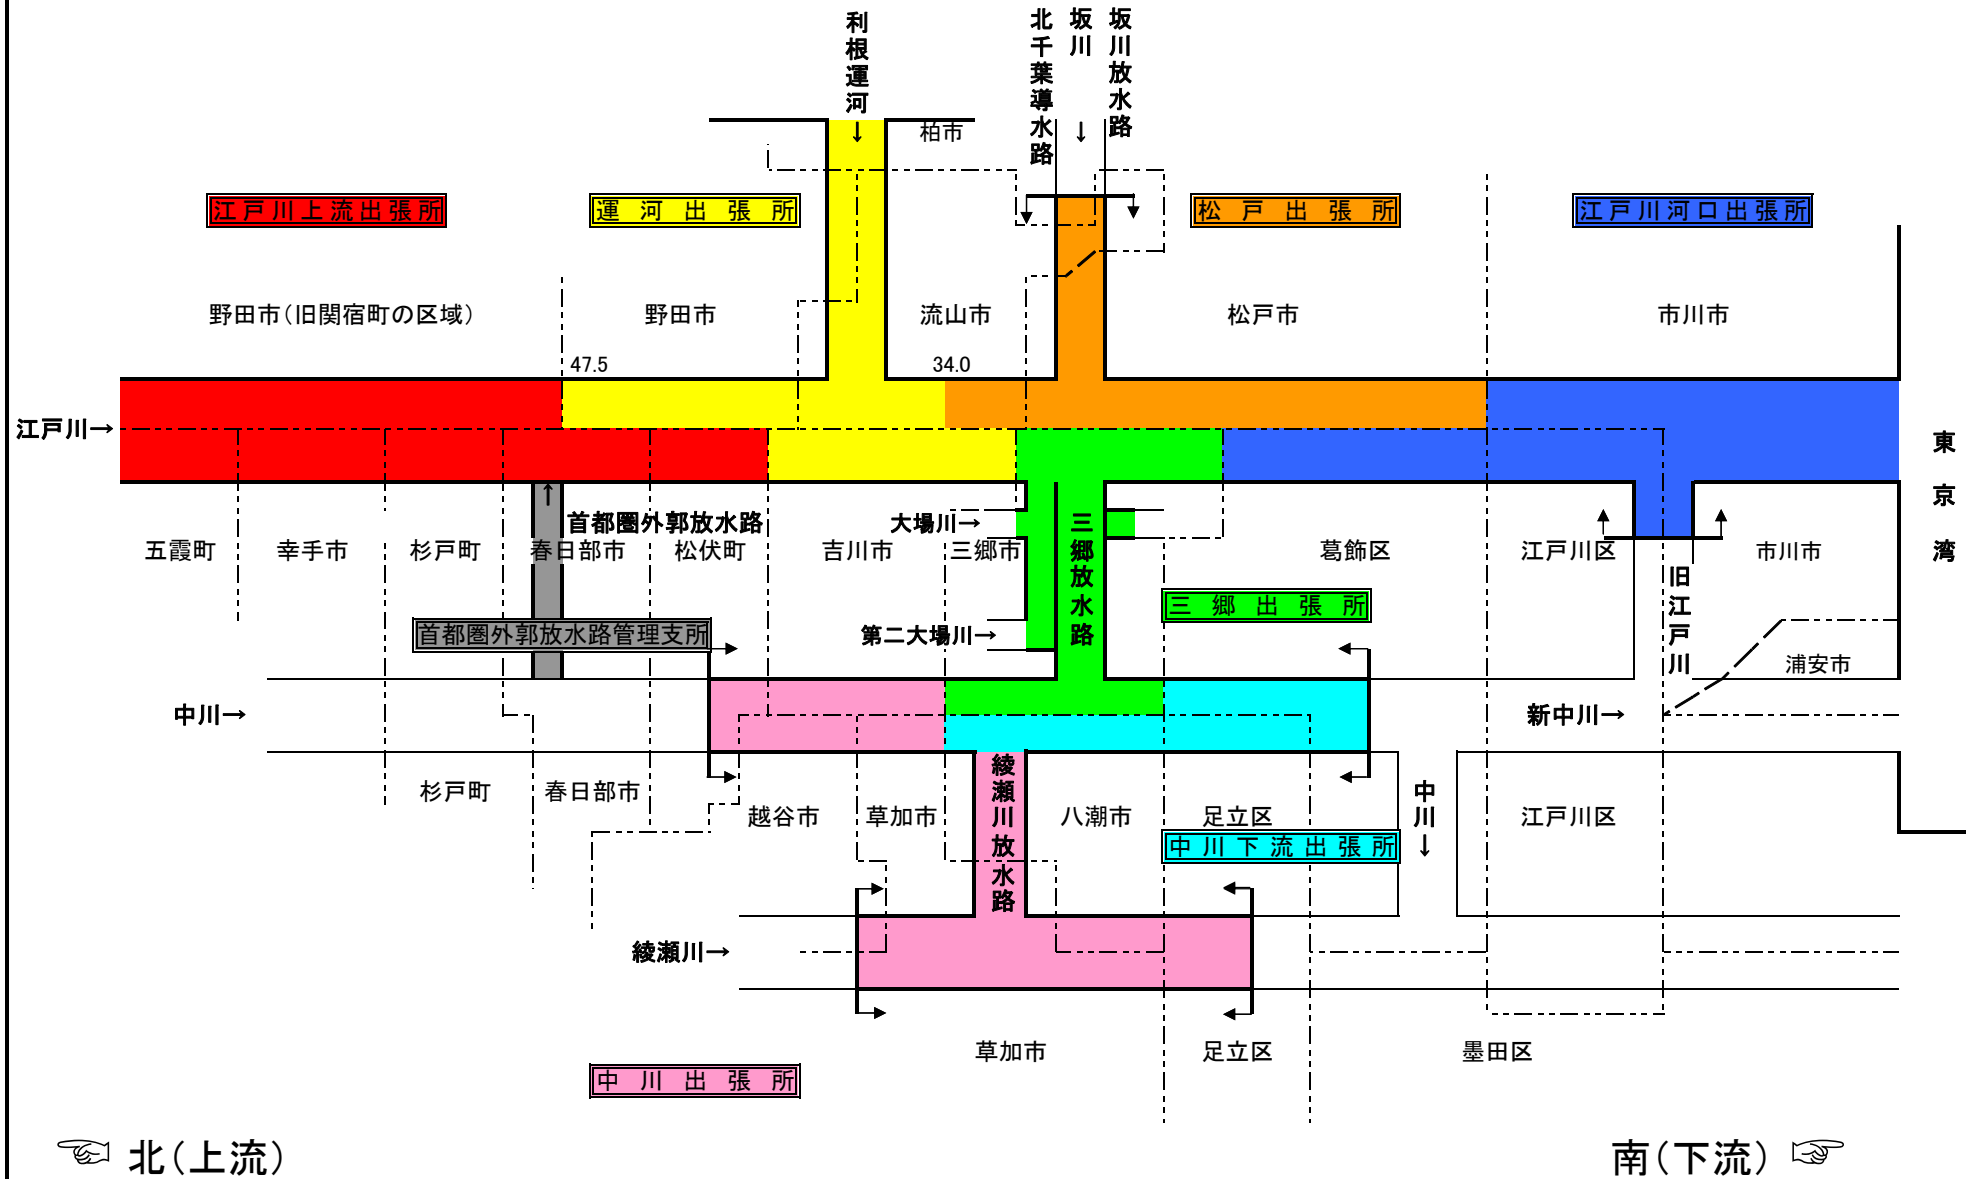 利根運河
↓
北千葉導水路
坂川
↓
坂川放水路
柏市
江戸川上流出張所
運河出張所
松戸出張所
江戸川河口出張所
野田市(旧関宿町の区域)
野田市
流山市
松戸市
市川市
47.5
34.0
江戸川→
東京湾
↑
首都圏外郭放水路
大場川→
三郷放水路
五霞町
幸手市
杉戸町
春日部市
松伏町
吉川市
三郷市
葛飾区
江戸川区
市川市
旧江戸川
三郷出張所
首都圏外郭放水路管理支所
第二大場川→
浦安市
中川→
新中川→
綾瀬川放水路
杉戸町
春日部市
越谷市
草加市
八潮市
足立区
中川↓
江戸川区
中川下流出張所
綾瀬川→
草加市
足立区
墨田区
中川出張所
☜ 北(上流)
南(下流) ☞